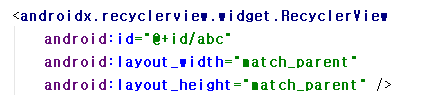 <androidx.recyclerview.widget.RecyclerView
android:id="@+id/abc"
android:layout_width="match_parent"
android:layout_height="match_parent" />